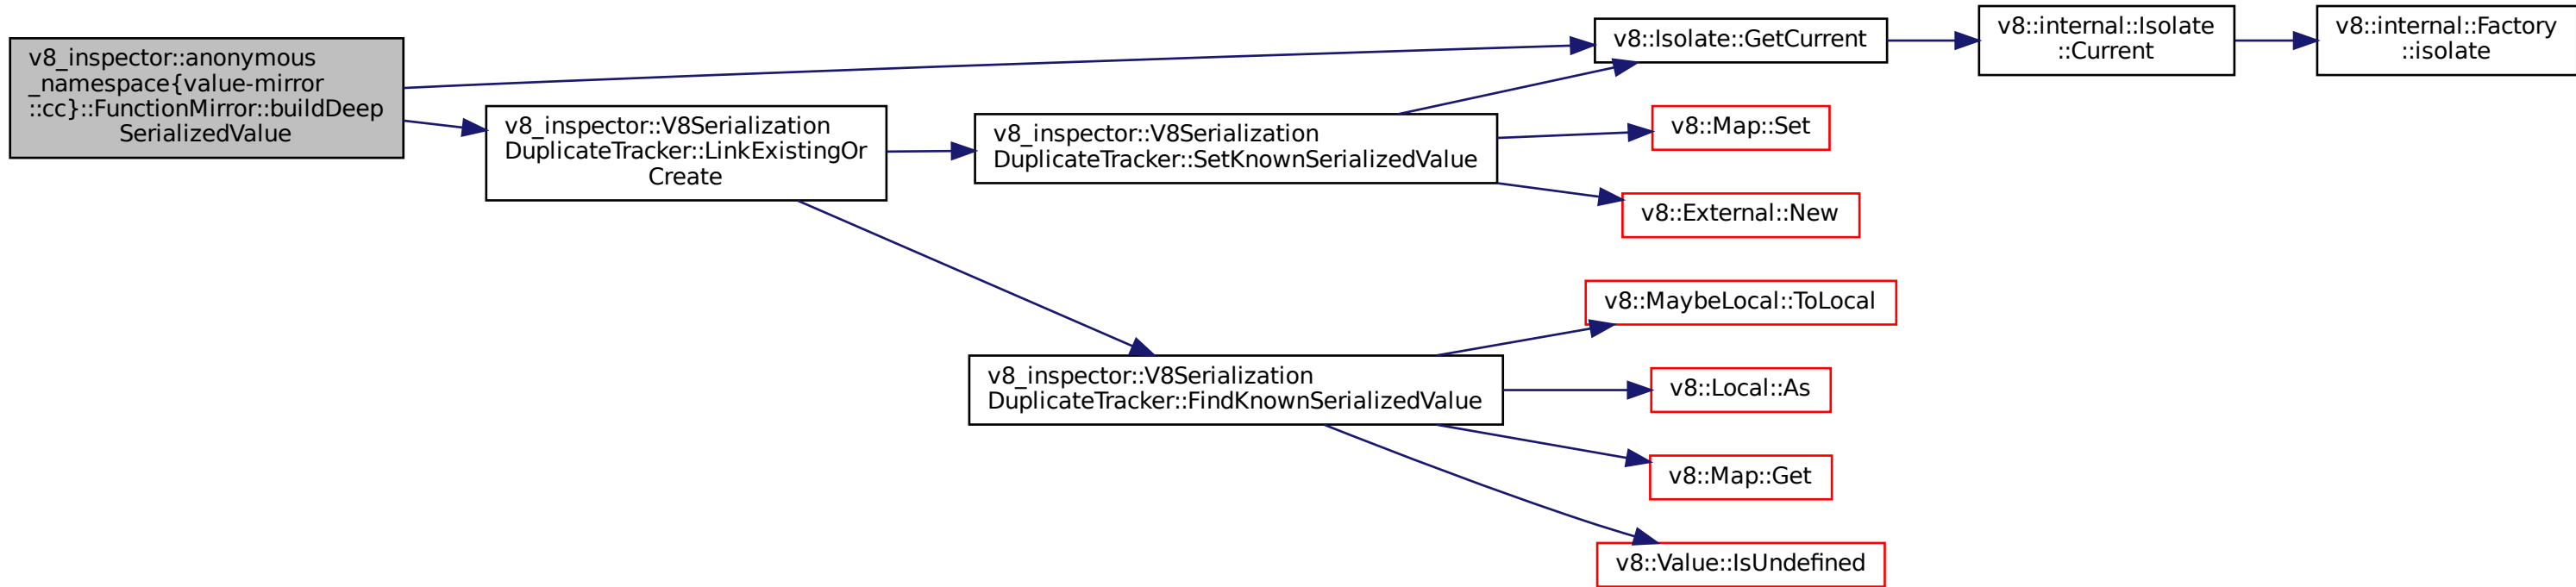 v8_inspector::anonymous
_namespace{value-mirror
::cc}::FunctionMirror::buildDeep
SerializedValue
v8_inspector::V8Serialization
DuplicateTracker::LinkExistingOr
Create
v8_inspector::V8Serialization
DuplicateTracker::SetKnownSerializedValue
v8::Isolate::GetCurrent
v8::internal::Isolate
::Current
v8::internal::Factory
::isolate
v8::Map::Set
v8::External::New
v8_inspector::V8Serialization
DuplicateTracker::FindKnownSerializedValue
v8::MaybeLocal::ToLocal
v8::Local::As
v8::Map::Get
v8::Value::IsUndefined